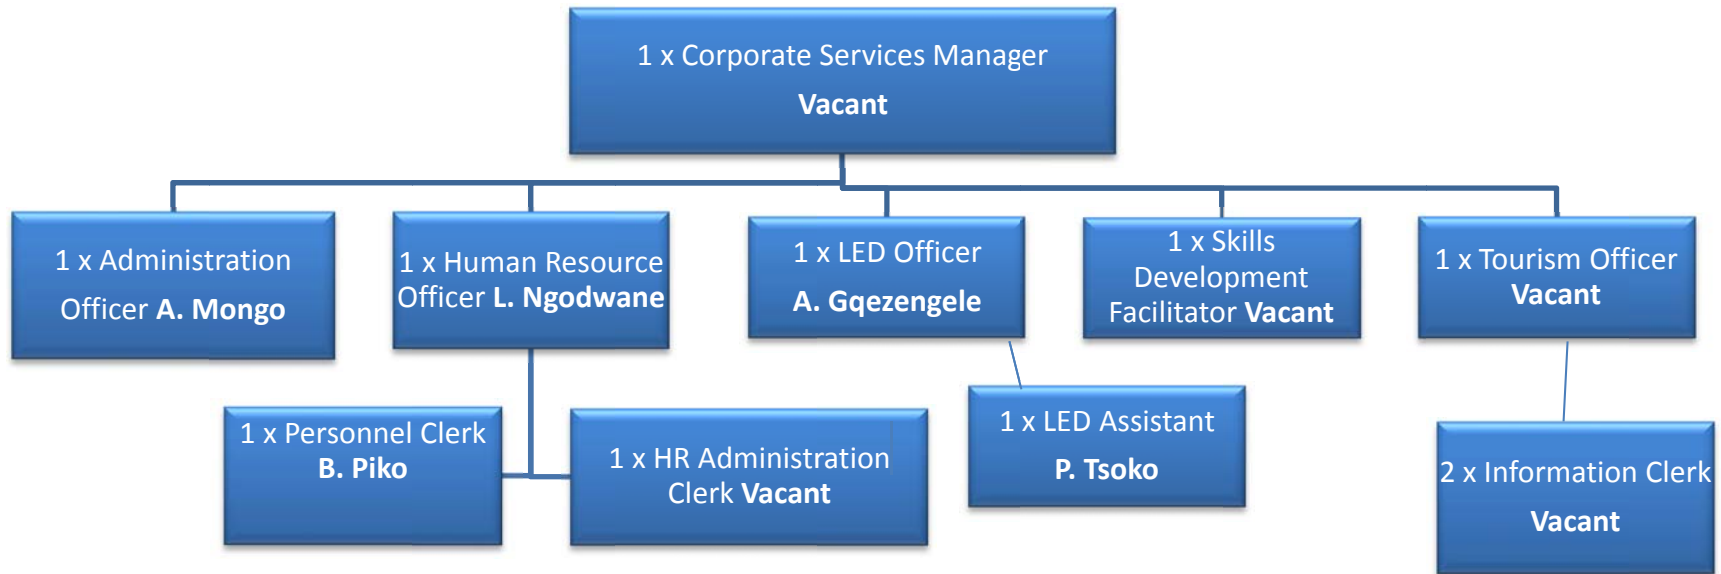 1 x Corporate Services Manager
Vacant
1 x Administration
Officer A. Mongo
1 x Human Resource
Officer L. Ngodwane
1 x LED Officer
A. Gqezengele
1 x Skills
Development
Facilitator Vacant
1 x Tourism Officer
Vacant
1 x Personnel Clerk
B. Piko
1 x HR Administration
Clerk Vacant
1 x LED Assistant
P. Tsoko
2 x Information Clerk
Vacant